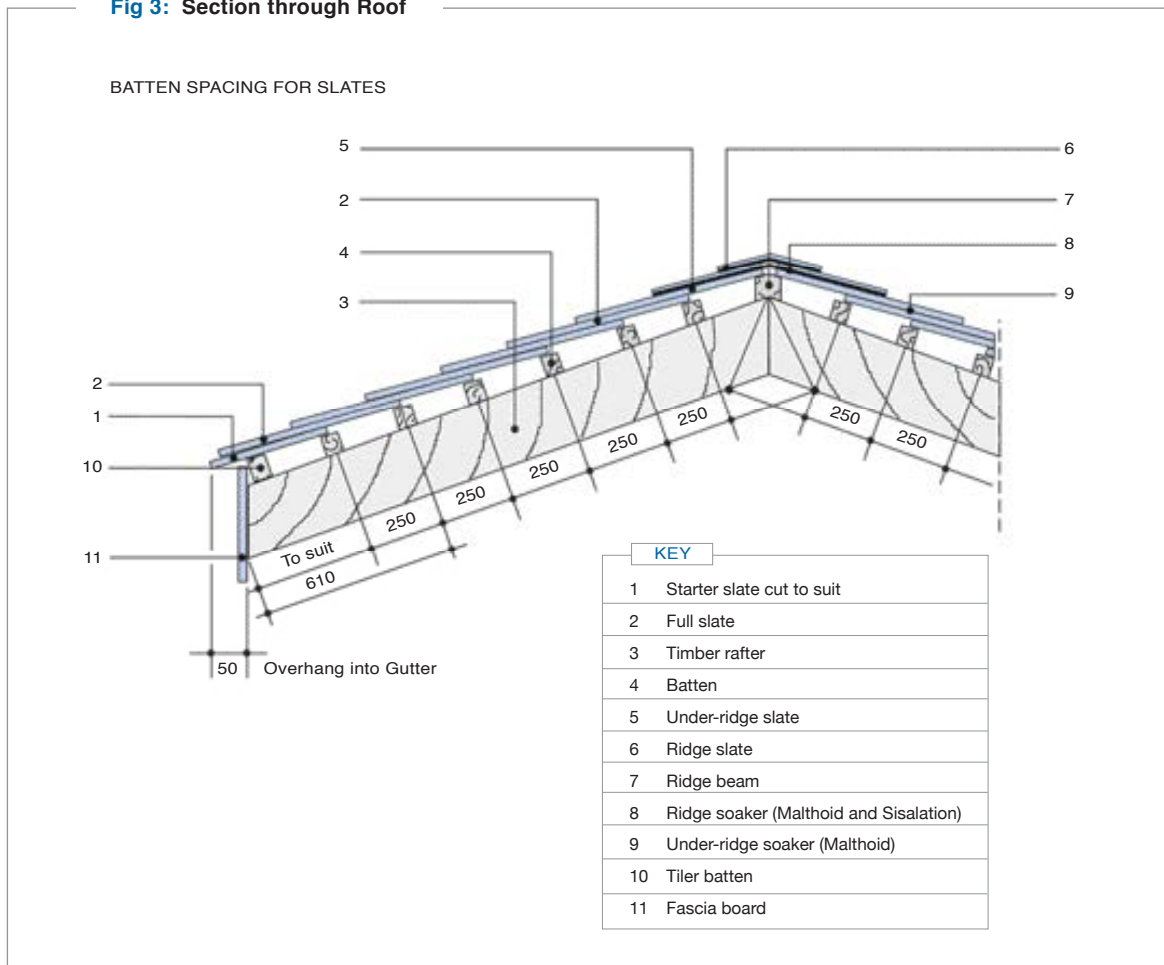 Fig 3: Section through Roof
BATTEN SPACING FOR SLATES
5
6
2
7
4
8
3
9
2
1
10
11
250
250
250
250
250
250
250
To suit
610
50 Overhang into Gutter
KEY
1 Starter slate cut to suit
2 Full slate
3 Timber rafter
4 Batten
5 Under-ridge slate
6 Ridge slate
7 Ridge beam
8 Ridge soaker (Malthoid and Sisalation)
9 Under-ridge soaker (Malthoid)
10 Tiler batten
11 Fascia board